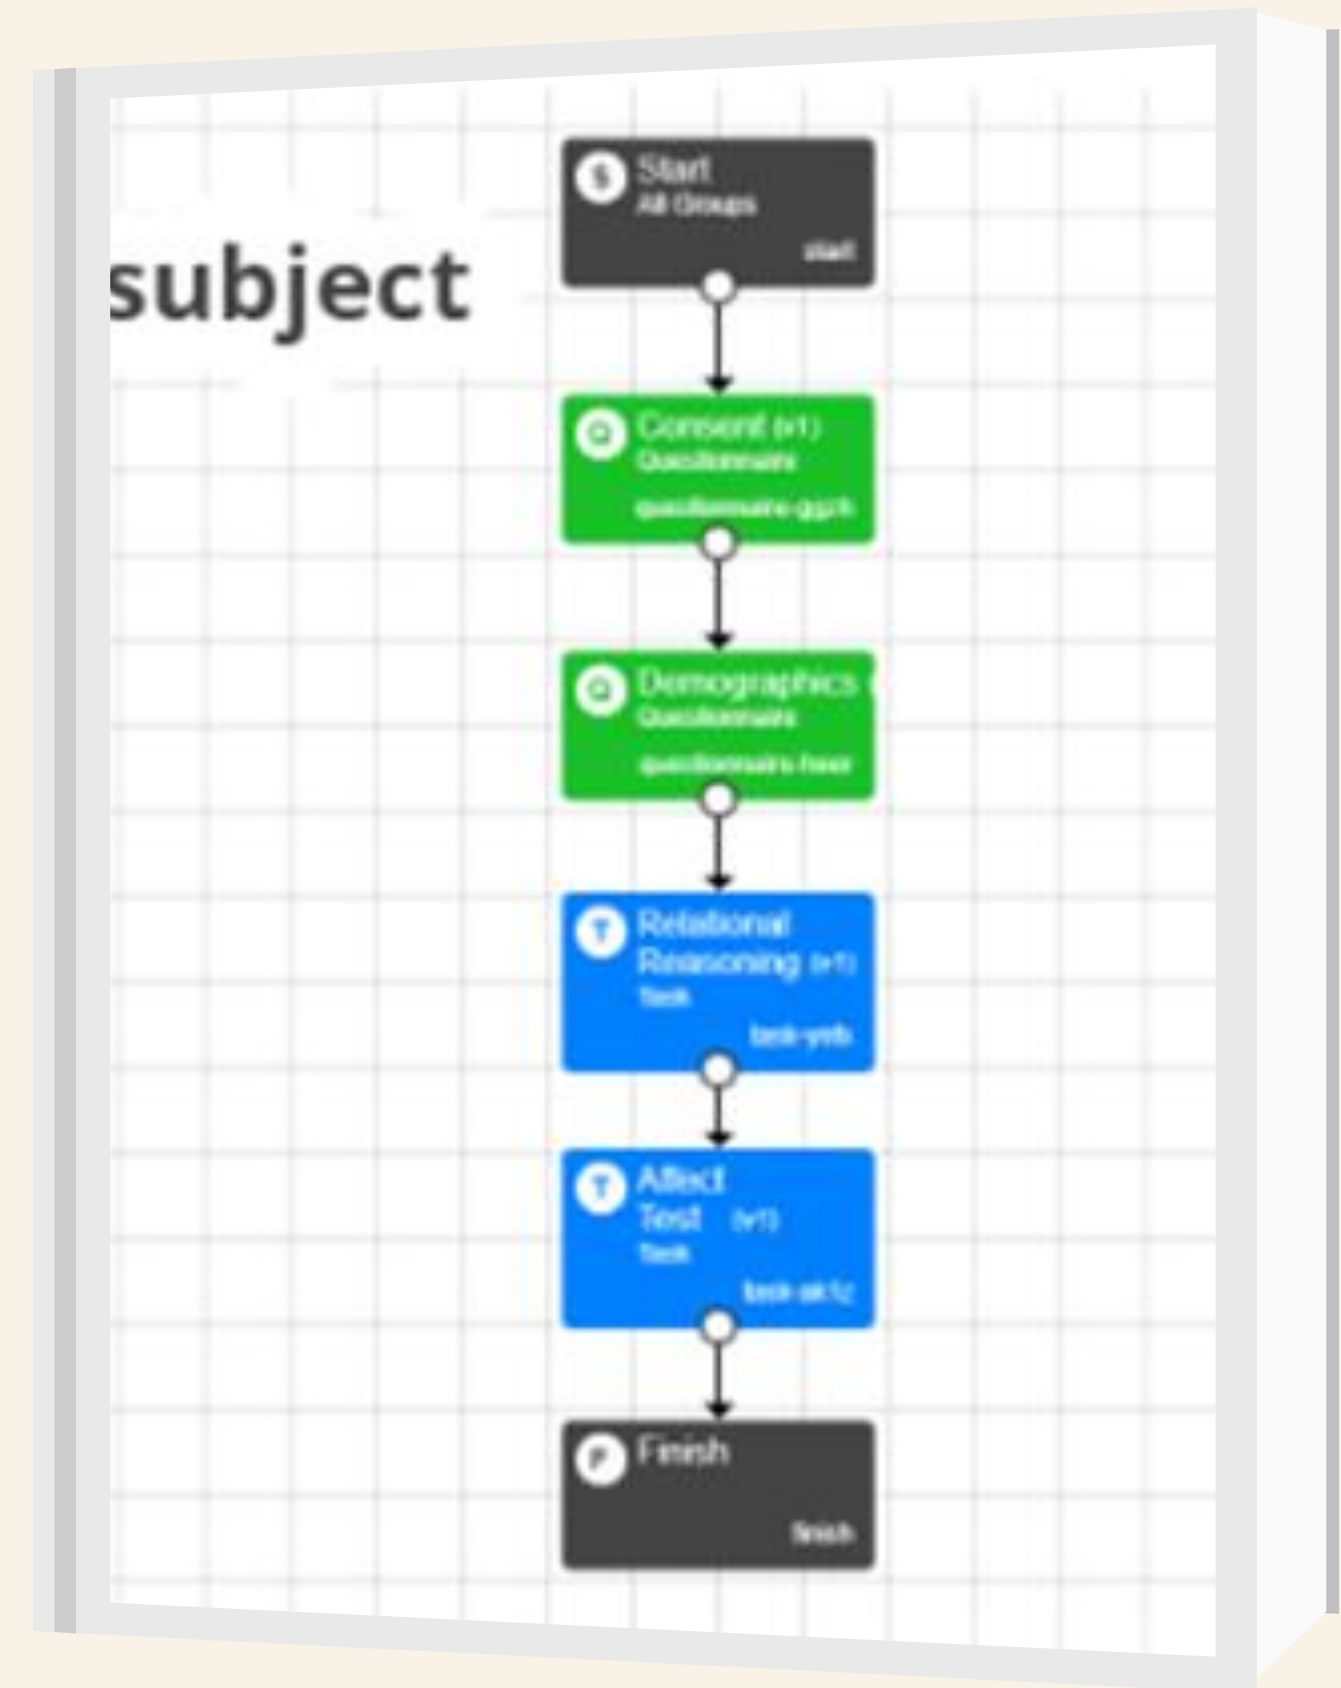 subject
S
Start
All Groups
start
Q
Consent (v1)
Questionnaire
Q
Demographics
Questionnaire
T
Relational
Reasoning (v1)
Task
T
Affect
Test (v1)
Task
Finish
finish